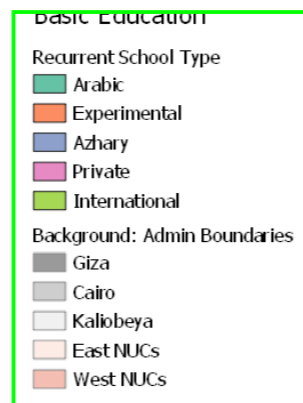 Basic Education
Recurrent School Type
Arabic
Experimental
Azhary
Private
International
Background: Admin Boundaries
Giza
Cairo
Kaliobeya
East NUCs
West NUCs